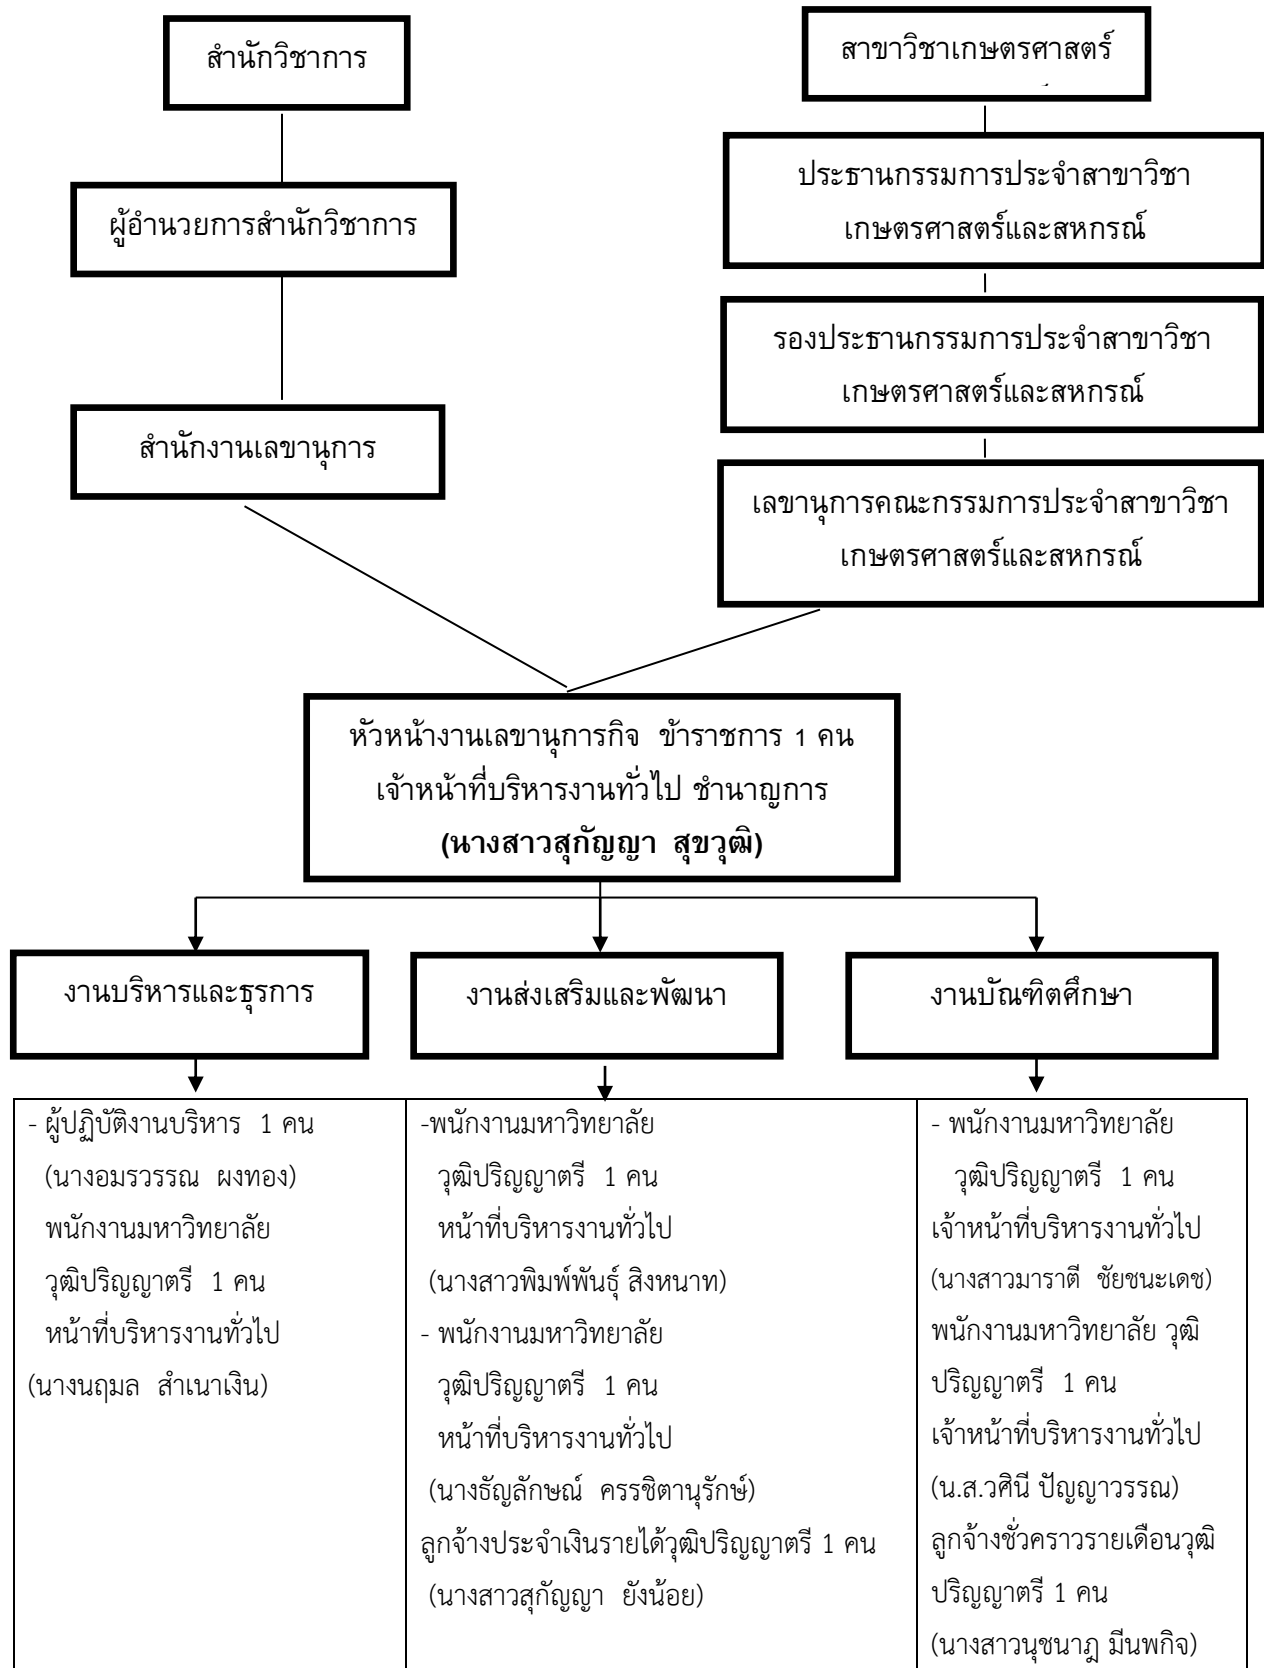 สำนักวิชาการ
ผู้อำนวยการสำนักวิชาการ
สำนักงานเลขานุการ
สาขาวิชาเกษตรศาสตร์
ประธานกรรมการประจำสาขาวิชา
เกษตรศาสตร์และสหกรณ์
รองประธานกรรมการประจำสาขาวิชา
เกษตรศาสตร์และสหกรณ์
เลขานุการคณะกรรมการประจำสาขาวิชา
เกษตรศาสตร์และสหกรณ์
หัวหน้างานเลขานุการกิจ ข้าราชการ 1 คน
เจ้าหน้าที่บริหารงานทั่วไป ชำนาญการ
(นางสาวสุกัญญา สุขวุฒิ)
งานบริหารและธุรการ
งานส่งเสริมและพัฒนา
งานบัณฑิตศึกษา
- ผู้ปฏิบัติงานบริหาร 1 คน
(นางอมรวรรณ ผงทอง)
พนักงานมหาวิทยาลัย
วุฒิปริญญาตรี 1 คน
หน้าที่บริหารงานทั่วไป
(นางนฤมล สำเนาเงิน)
-พนักงานมหาวิทยาลัย
วุฒิปริญญาตรี 1 คน
หน้าที่บริหารงานทั่วไป
(นางสาวพิมพ์พันธุ์ สิงหนาท)
- พนักงานมหาวิทยาลัย
วุฒิปริญญาตรี 1 คน
หน้าที่บริหารงานทั่วไป
(นางธัญลักษณ์ ครรชิตานุรักษ์)
ลูกจ้างประจำเงินรายได้วุฒิปริญญาตรี 1 คน
(นางสาวสุกัญญา ยังน้อย)
- พนักงานมหาวิทยาลัย
วุฒิปริญญาตรี 1 คน
เจ้าหน้าที่บริหารงานทั่วไป
(นางสาวมาราตี ชัยชนะเดช)
พนักงานมหาวิทยาลัย วุฒิ
ปริญญาตรี 1 คน
เจ้าหน้าที่บริหารงานทั่วไป
(น.ส.วศินี ปัญญาวรรณ)
ลูกจ้างชั่วคราวรายเดือนวุฒิ
ปริญญาตรี 1 คน
(นางสาวนุชนาฎ มีนพกิจ)